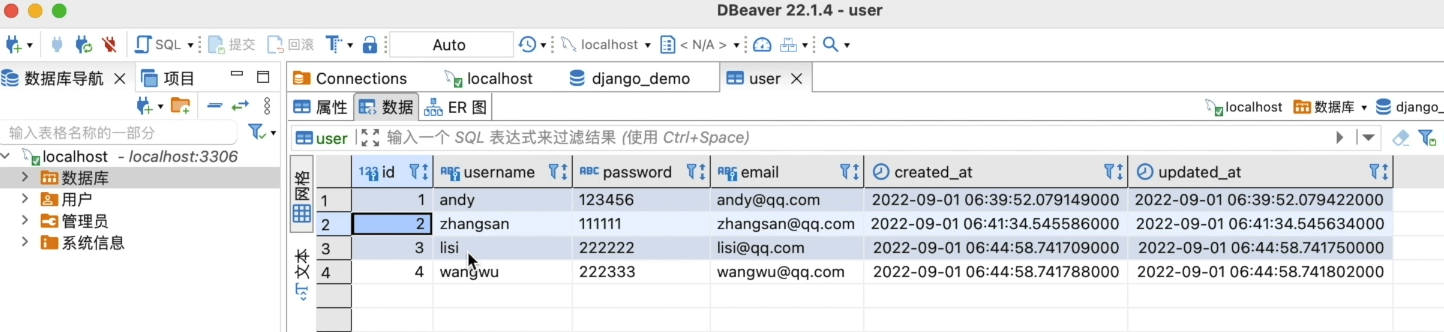 DBeaver 22.1.4 - user
SQL 提交 回滚 Auto localhost < N/A >
数据库导航 项目 Connections localhost django_demo user
属性 数据 ER 图 localhost 数据库 django_
输入表格名称的一部分 user 输入一个 SQL 表达式来过滤结果 (使用 Ctrl+Space)
localhost - localhost:3306
数据库
用户
管理员
系统信息
网格
文本
123 id ABC username ABC password ABC email created_at updated_at
1 1 andy 123456 andy@qq.com 2022-09-01 06:39:52.079149000 2022-09-01 06:39:52.079422000
2 2 zhangsan 111111 zhangsan@qq.com 2022-09-01 06:41:34.545586000 2022-09-01 06:41:34.545634000
3 3 lisi 222222 lisi@qq.com 2022-09-01 06:44:58.741709000 2022-09-01 06:44:58.741750000
4 4 wangwu 222333 wangwu@qq.com 2022-09-01 06:44:58.741788000 2022-09-01 06:44:58.741802000